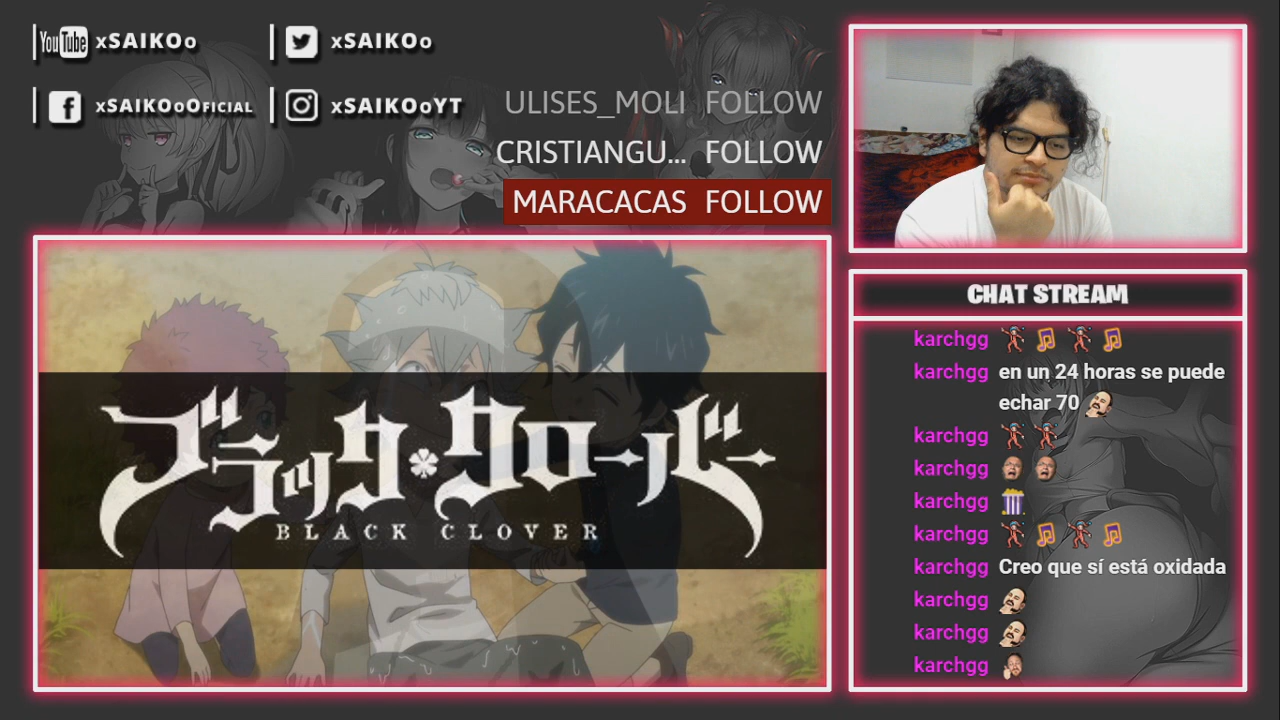 YouTube xSAIKOo
xSAIKOo
xSAIKOoOficial
xSAIKOoYT
ULISES_MOLI FOLLOW
CRISTIANGU... FOLLOW
MARACACAS FOLLOW
ブラック・クローバー
BLACK CLOVER
CHAT STREAM
karchgg
karchgg en un 24 horas se puede
echar 70
karchgg
karchgg
karchgg
karchgg
karchgg Creo que sí está oxidada
karchgg
karchgg
karchgg